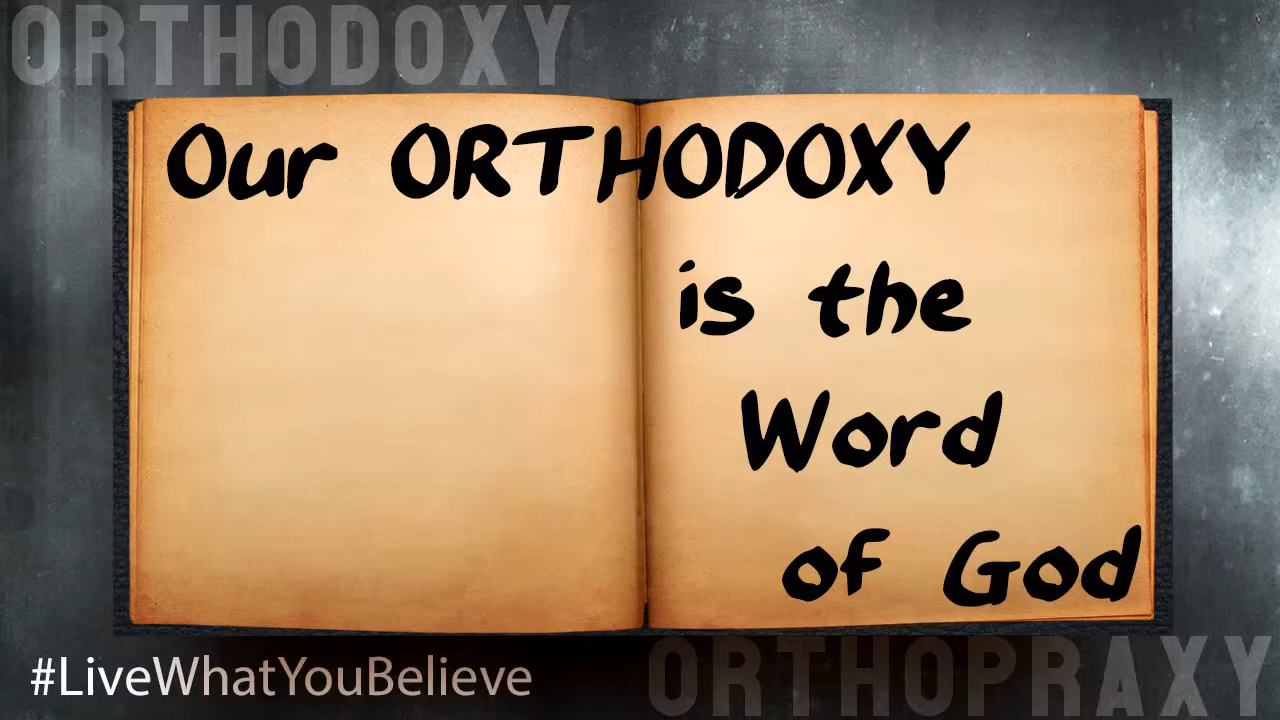 ORTHODOXY
Our ORTHODOXY
is the
Word
of God
#LiveWhatYouBelieve
ORTHOPRAXY